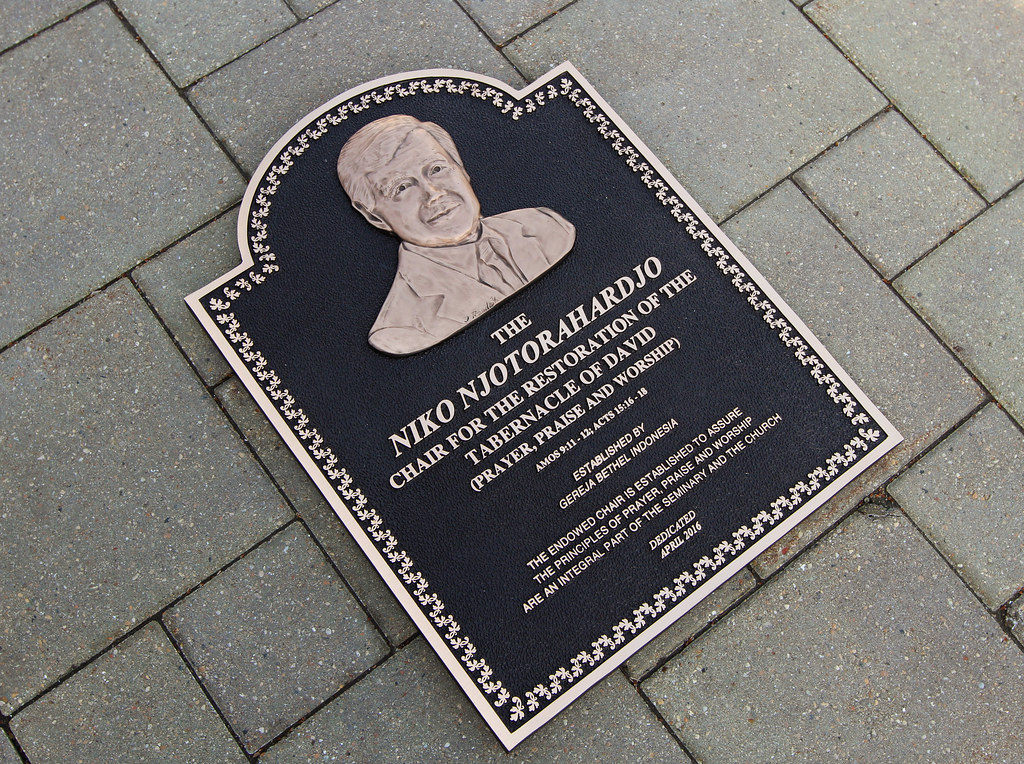 THE
NIKO NJOTORAHARDJO
CHAIR FOR THE RESTORATION OF THE
TABERNACLE OF DAVID
(PRAYER, PRAISE AND WORSHIP)
AMOS 9:11 - 12; ACTS 15:16 - 18
ESTABLISHED BY
GEREJA BETHEL INDONESIA
THE ENDOWED CHAIR IS ESTABLISHED TO ASSURE
THE PRINCIPLES OF PRAYER, PRAISE AND WORSHIP
ARE AN INTEGRAL PART OF THE SEMINARY AND THE CHURCH
DEDICATED
APRIL 2016